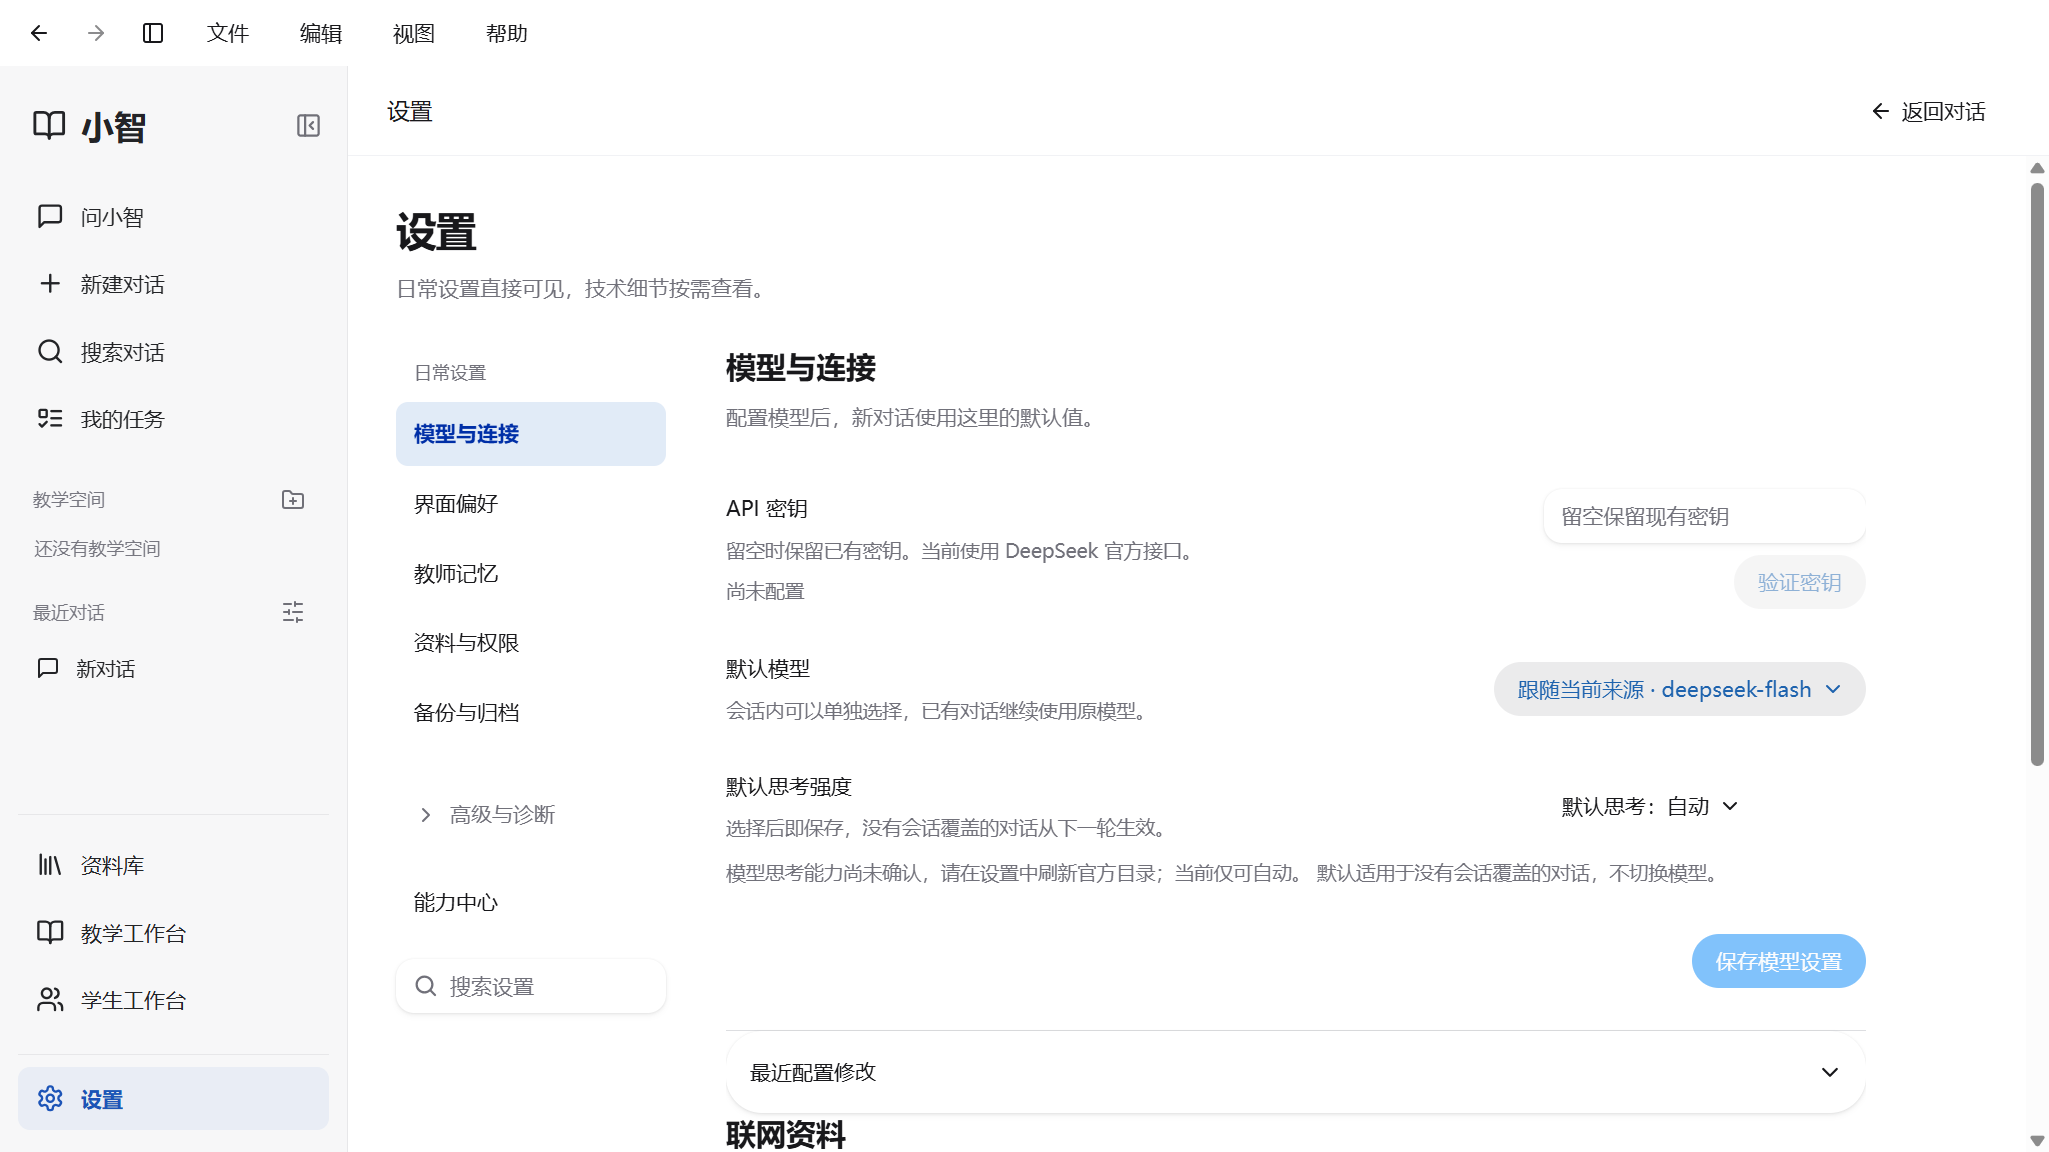 文件 编辑 视图 帮助
小智
问小智
新建对话
搜索对话
我的任务
教学空间
还没有教学空间
最近对话
新对话
资料库
教学工作台
学生工作台
设置
设置
返回对话
设置
日常设置直接可见，技术细节按需查看。
日常设置
模型与连接
界面偏好
教师记忆
资料与权限
备份与归档
高级与诊断
能力中心
搜索设置
模型与连接
配置模型后，新对话使用这里的默认值。
API 密钥
留空时保留已有密钥。当前使用 DeepSeek 官方接口。
尚未配置
留空保留现有密钥
验证密钥
默认模型
会话内可以单独选择，已有对话继续使用原模型。
跟随当前来源 · deepseek-flash
默认思考强度
选择后即保存，没有会话覆盖的对话从下一轮生效。
默认思考：自动
模型思考能力尚未确认，请在设置中刷新官方目录；当前仅可自动。 默认适用于没有会话覆盖的对话，不切换模型。
保存模型设置
最近配置修改
联网资料